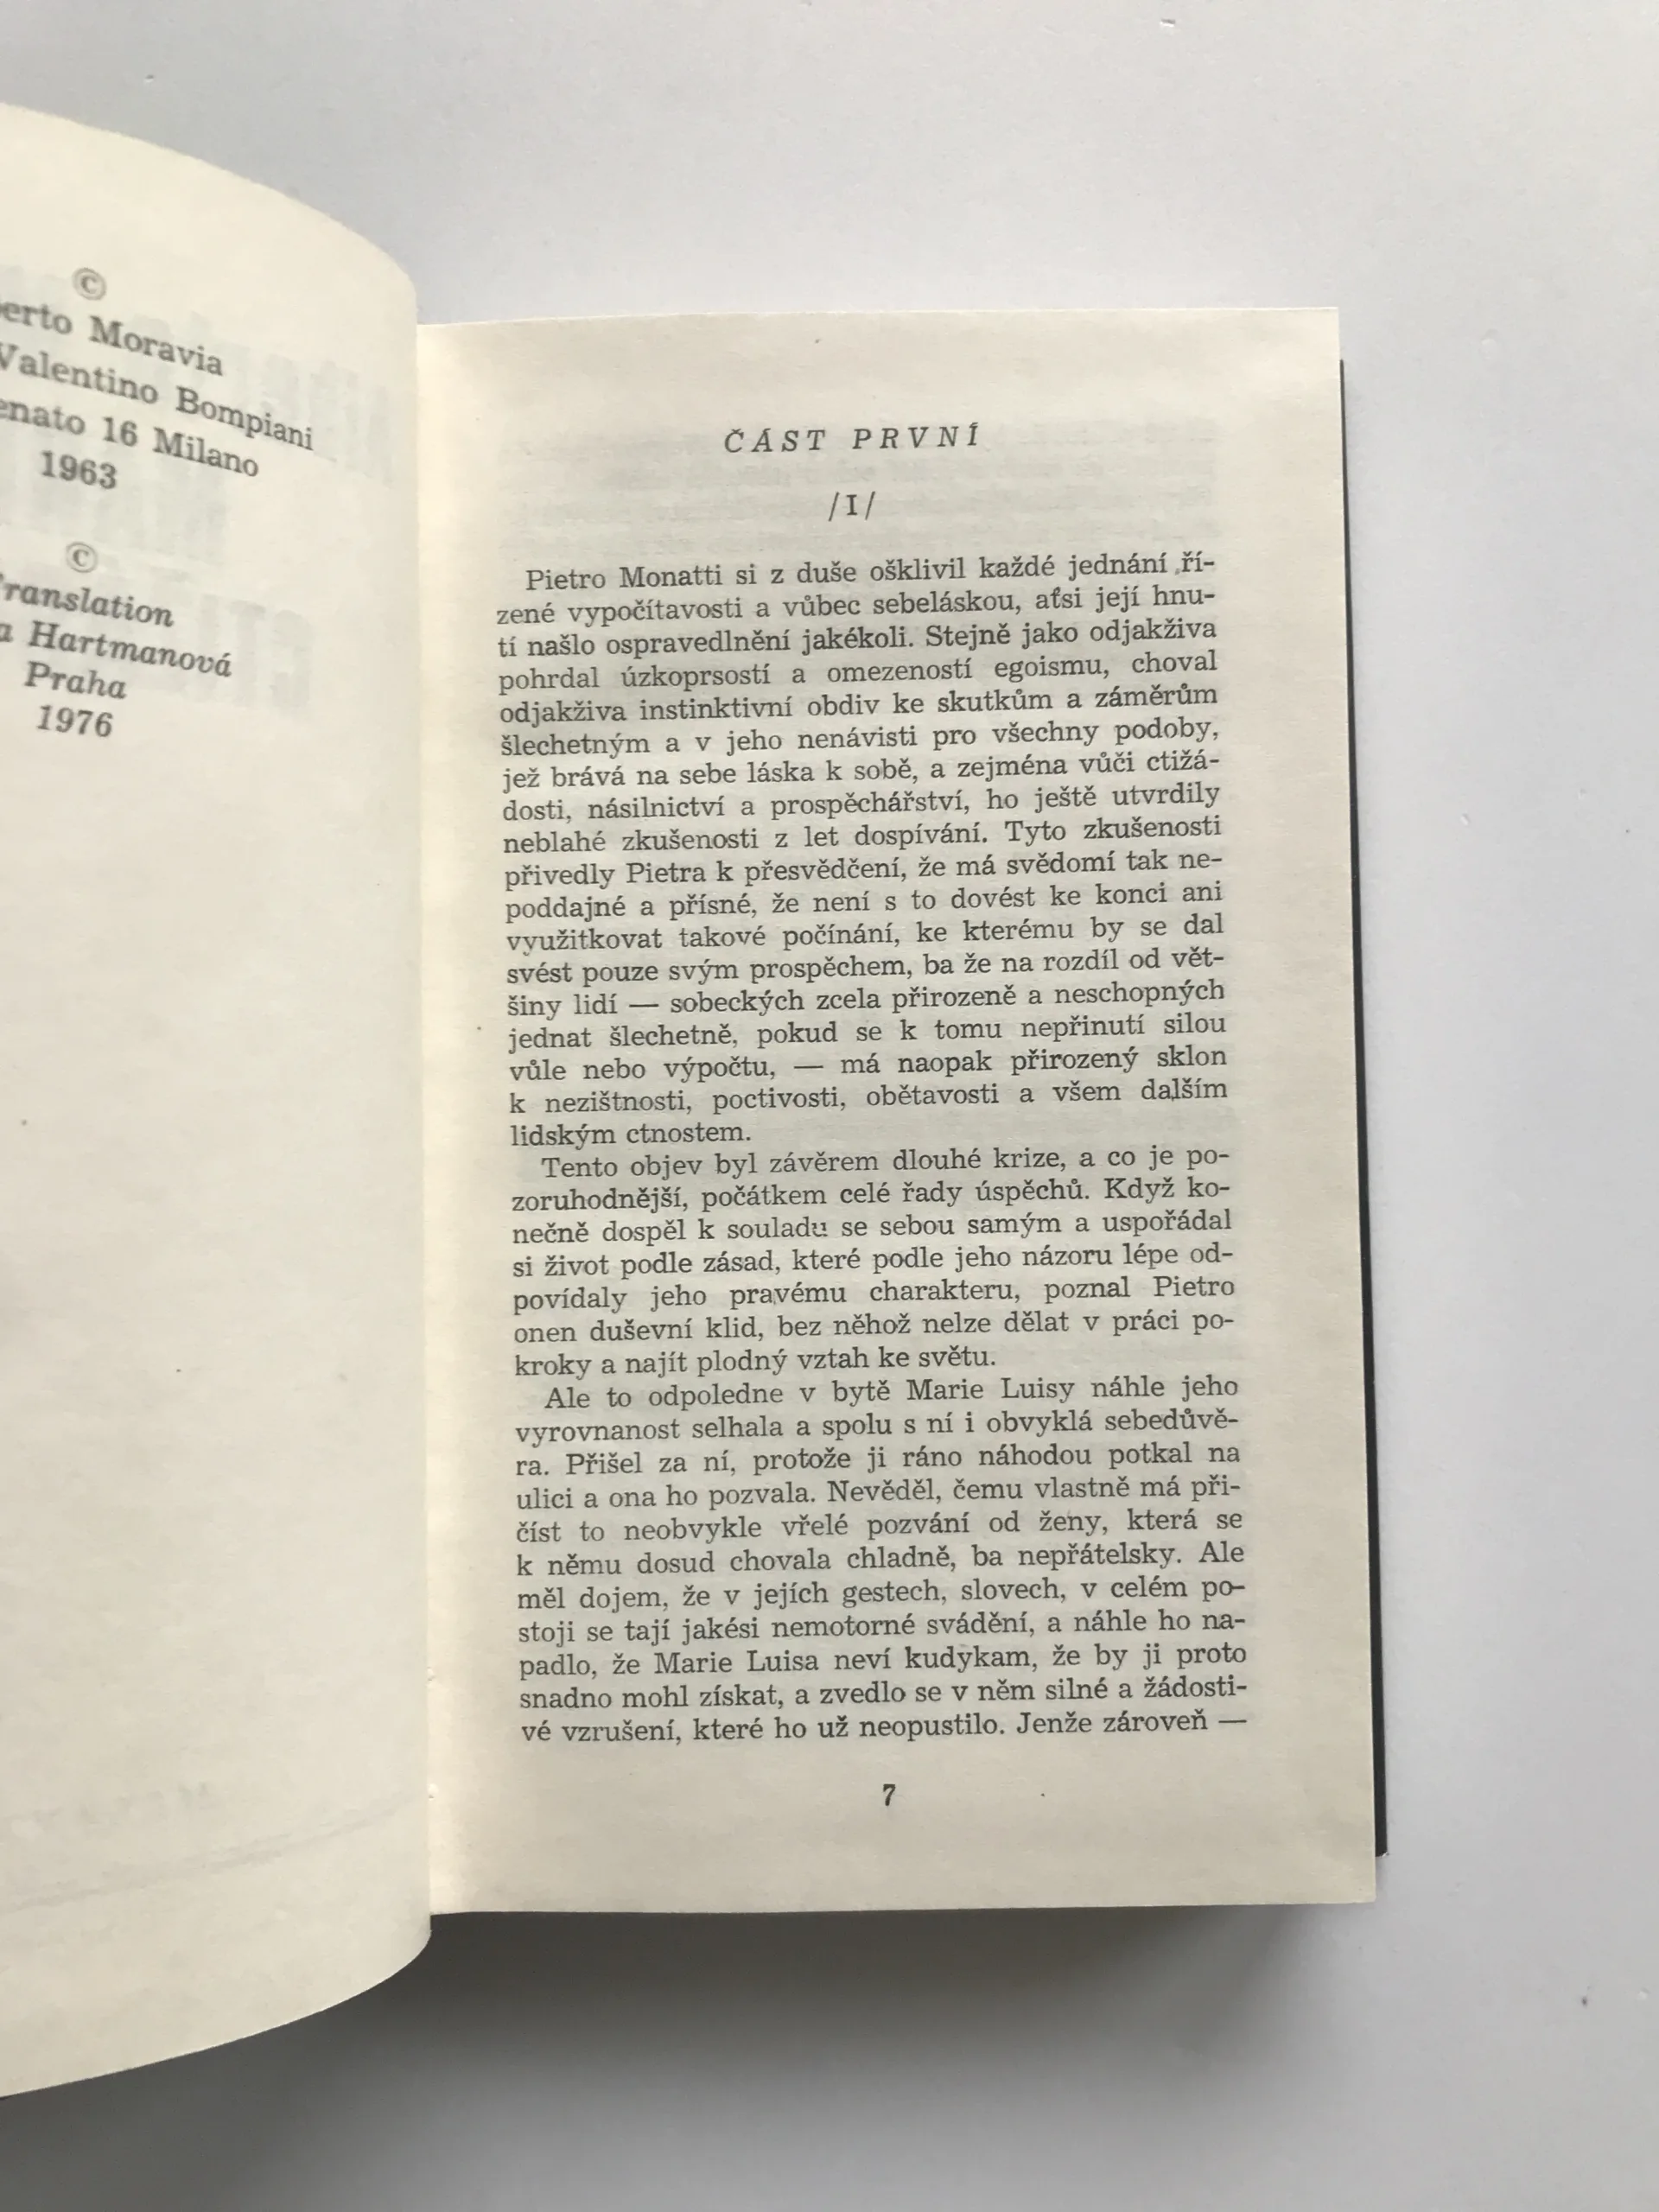 ©
Moravia
Valentino Bompiani
16 Milano
1963
©
Translation
Hartmanová
Praha
1976
ČÁST PRVNÍ
/I/
Pietro Monatti si z duše ošklivil každé jednání ří-
zené vypočítavosti a vůbec sebeláskou, aťsi její hnu-
tí našlo ospravedlnění jakékoli. Stejně jako odjakživa
pohrdal úzkoprsostí a omezeností egoismu, choval
odjakživa instinktivní obdiv ke skutkům a záměrům
šlechetným a v jeho nenávisti pro všechny podoby,
jež brává na sebe láska k sobě, a zejména vůči ctižá-
dosti, násilnictví a prospěchářství, ho ještě utvrdily
neblahé zkušenosti z let dospívání. Tyto zkušenosti
přivedly Pietra k přesvědčení, že má svědomí tak ne-
poddajné a přísné, že není s to dovést ke konci ani
využitkovat takové počínání, ke kterému by se dal
svést pouze svým prospěchem, ba že na rozdíl od vět-
šiny lidí — sobeckých zcela přirozeně a neschopných
jednat šlechetně, pokud se k tomu nepřinutí silou
vůle nebo výpočtu, — má naopak přirozený sklon
k nezištnosti, poctivosti, obětavosti a všem dalším
lidským ctnostem.
Tento objev byl závěrem dlouhé krize, a co je po-
zoruhodnější, počátkem celé řady úspěchů. Když ko-
nečně dospěl k souladu se sebou samým a uspořádal
si život podle zásad, které podle jeho názoru lépe od-
povídaly jeho pravému charakteru, poznal Pietro
onen duševní klid, bez něhož nelze dělat v práci po-
kroky a najít plodný vztah ke světu.
Ale to odpoledne v bytě Marie Luisy náhle jeho
vyrovnanost selhala a spolu s ní i obvyklá sebedůvě-
ra. Přišel za ní, protože ji ráno náhodou potkal na
ulici a ona ho pozvala. Nevěděl, čemu vlastně má při-
číst to neobvykle vřelé pozvání od ženy, která se
k němu dosud chovala chladně, ba nepřátelsky. Ale
měl dojem, že v jejích gestech, slovech, v celém po-
stoji se tají jakési nemotorné svádění, a náhle ho na-
padlo, že Marie Luisa neví kudykam, že by ji proto
snadno mohl získat, a zvedlo se v něm silné a žádosti-
vé vzrušení, které ho už neopustilo. Jenže zároveň —
7